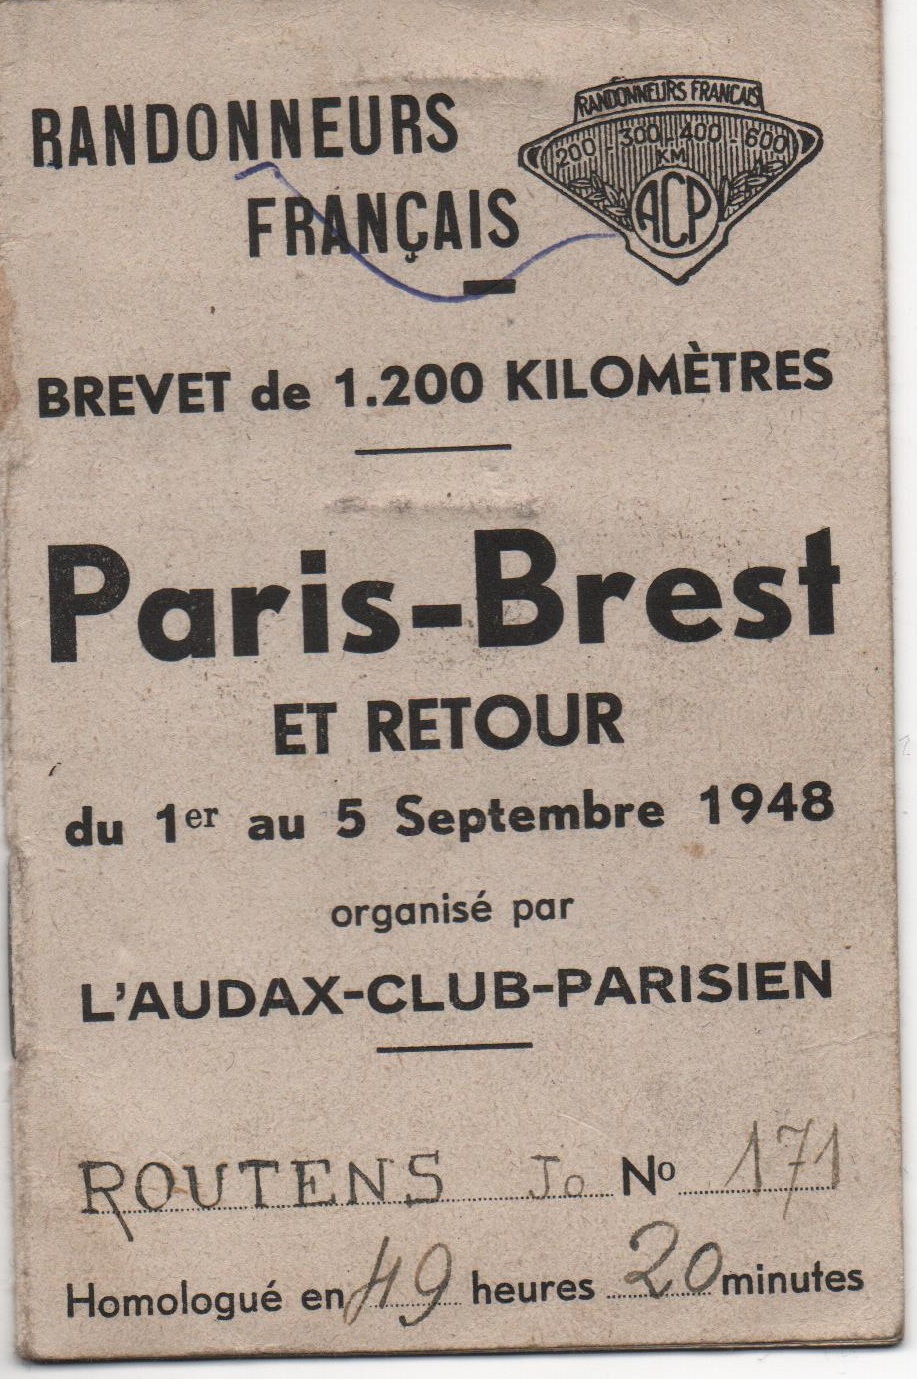 RANDONNEURS
FRANÇAIS
RANDONNEURS FRANÇAIS
200 - 300 - 400 - 600
KM
ACP
BREVET de 1.200 KILOMÈTRES
Paris-Brest
ET RETOUR
du 1er au 5 Septembre 1948
organisé par
L'AUDAX-CLUB-PARISIEN
ROUTENS Jo No 171
Homologué en 49 heures 20 minutes